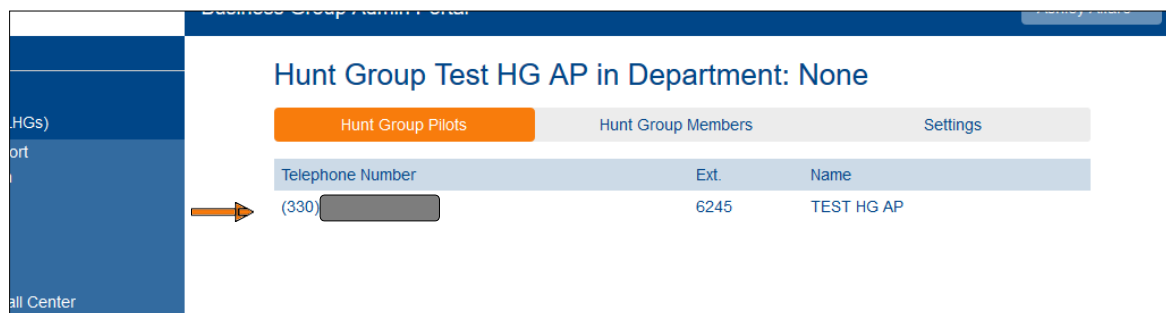 Business Group Admin Portal
Hunt Group Test HG AP in Department: None
.HGs)
ort
all Center
Hunt Group Pilots Hunt Group Members Settings
Telephone Number Ext. Name
(330) 6245 TEST HG AP